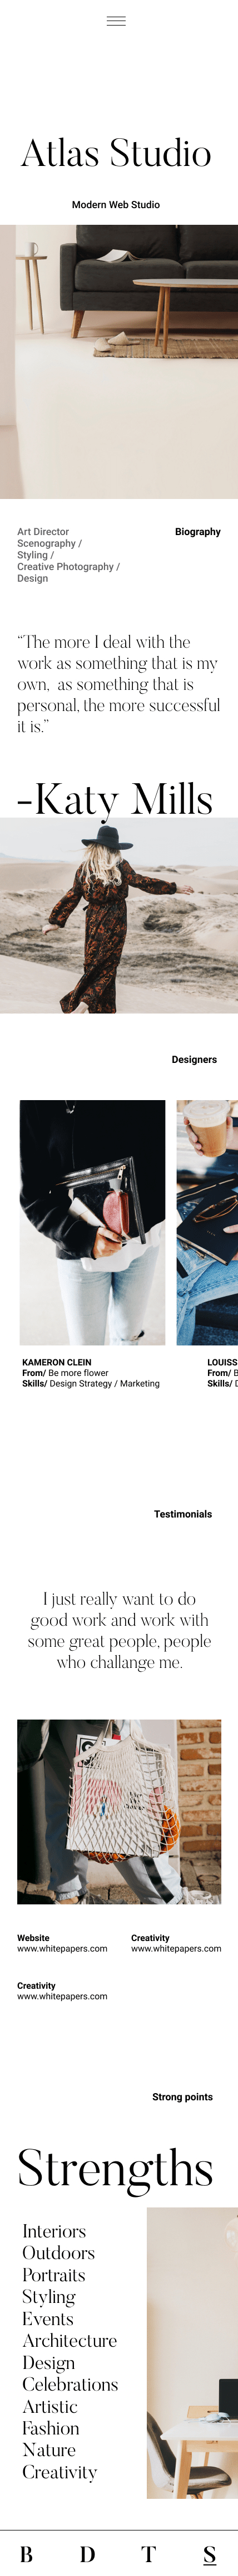 Atlas Studio
Modern Web Studio
Art Director
Scenography /
Styling /
Creative Photography /
Design
Biography
“The more I deal with the
work as something that is my
own,  as something that is
personal, the more successful
it is.”
-Katy Mills
Designers
KAMERON CLEIN
From/ Be more flower
Skills/ Design Strategy / Marketing
LOUISS
From/ B
Skills/ D
Testimonials
I just really want to do
good work and work with
some great people, people
who challange me.
Website
www.whitepapers.com
Creativity
www.whitepapers.com
Creativity
www.whitepapers.com
Strong points
Strengths
Interiors
Outdoors
Portraits
Styling
Events
Architecture
Design
Celebrations
Artistic
Fashion
Nature
Creativity
B D T S